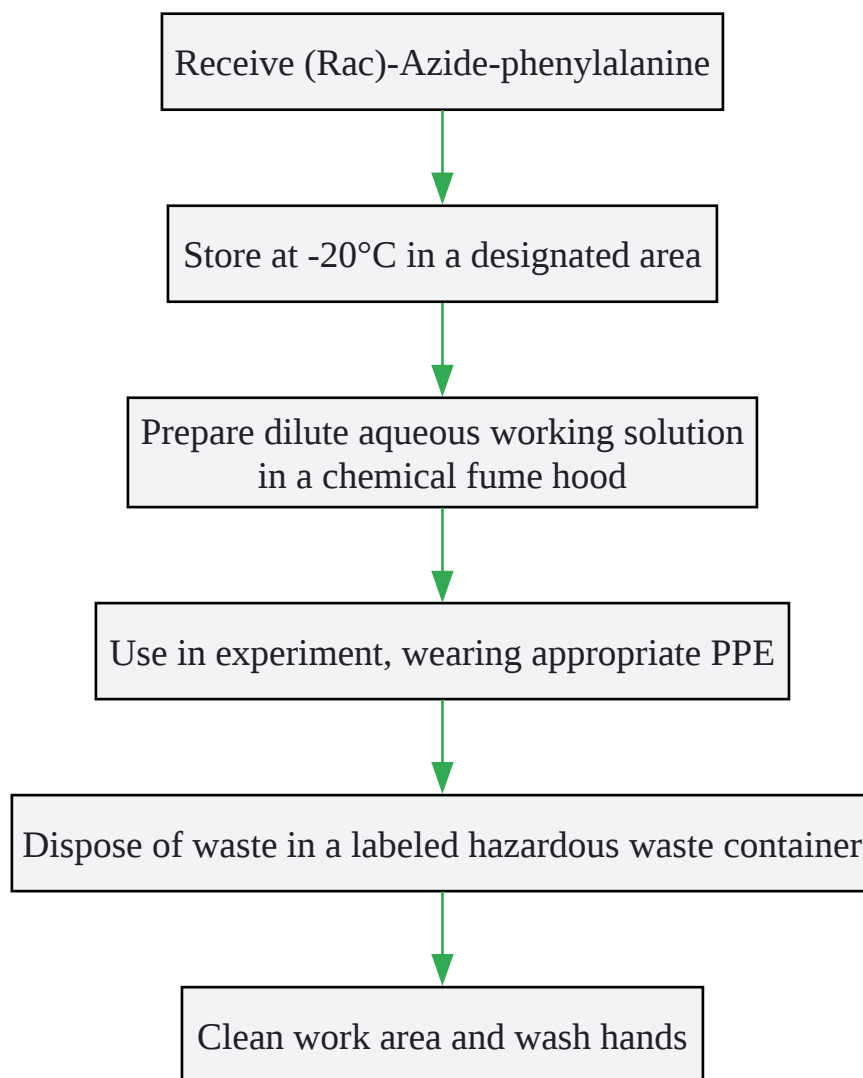 Receive (Rac)-Azide-phenylalanine
Store at -20°C in a designated area
Prepare dilute aqueous working solution
in a chemical fume hood
Use in experiment, wearing appropriate PPE
Dispose of waste in a labeled hazardous waste container
Clean work area and wash hands